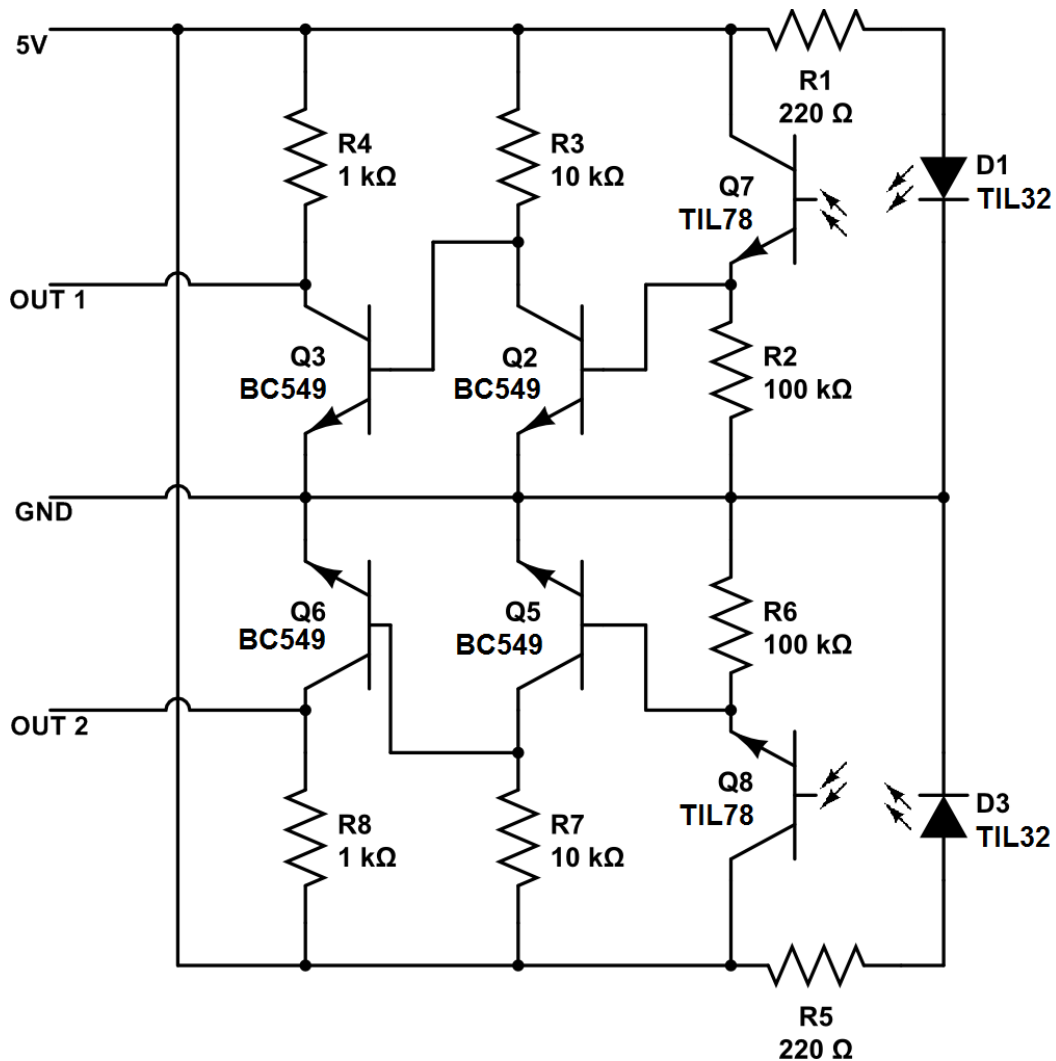 5V
R1
220 Ω
R4
1 kΩ
R3
10 kΩ
Q7
TIL78
D1
TIL32
OUT 1
Q3
BC549
Q2
BC549
R2
100 kΩ
GND
Q6
BC549
Q5
BC549
R6
100 kΩ
OUT 2
Q8
TIL78
D3
TIL32
R8
1 kΩ
R7
10 kΩ
R5
220 Ω